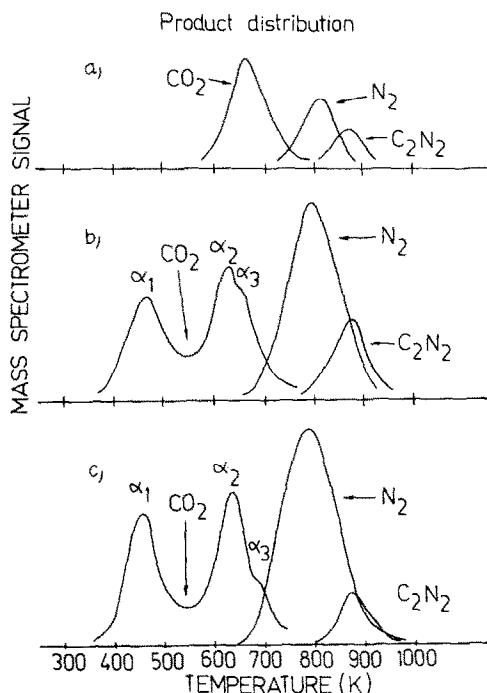 Product distribution
a)
CO2
N2
C2N2
b)
α1
CO2
α2
α3
N2
C2N2
c)
α1
CO2
α2
α3
N2
C2N2
MASS SPECTROMETER SIGNAL
300 400 500 600 700 800 900 1000
TEMPERATURE (K)